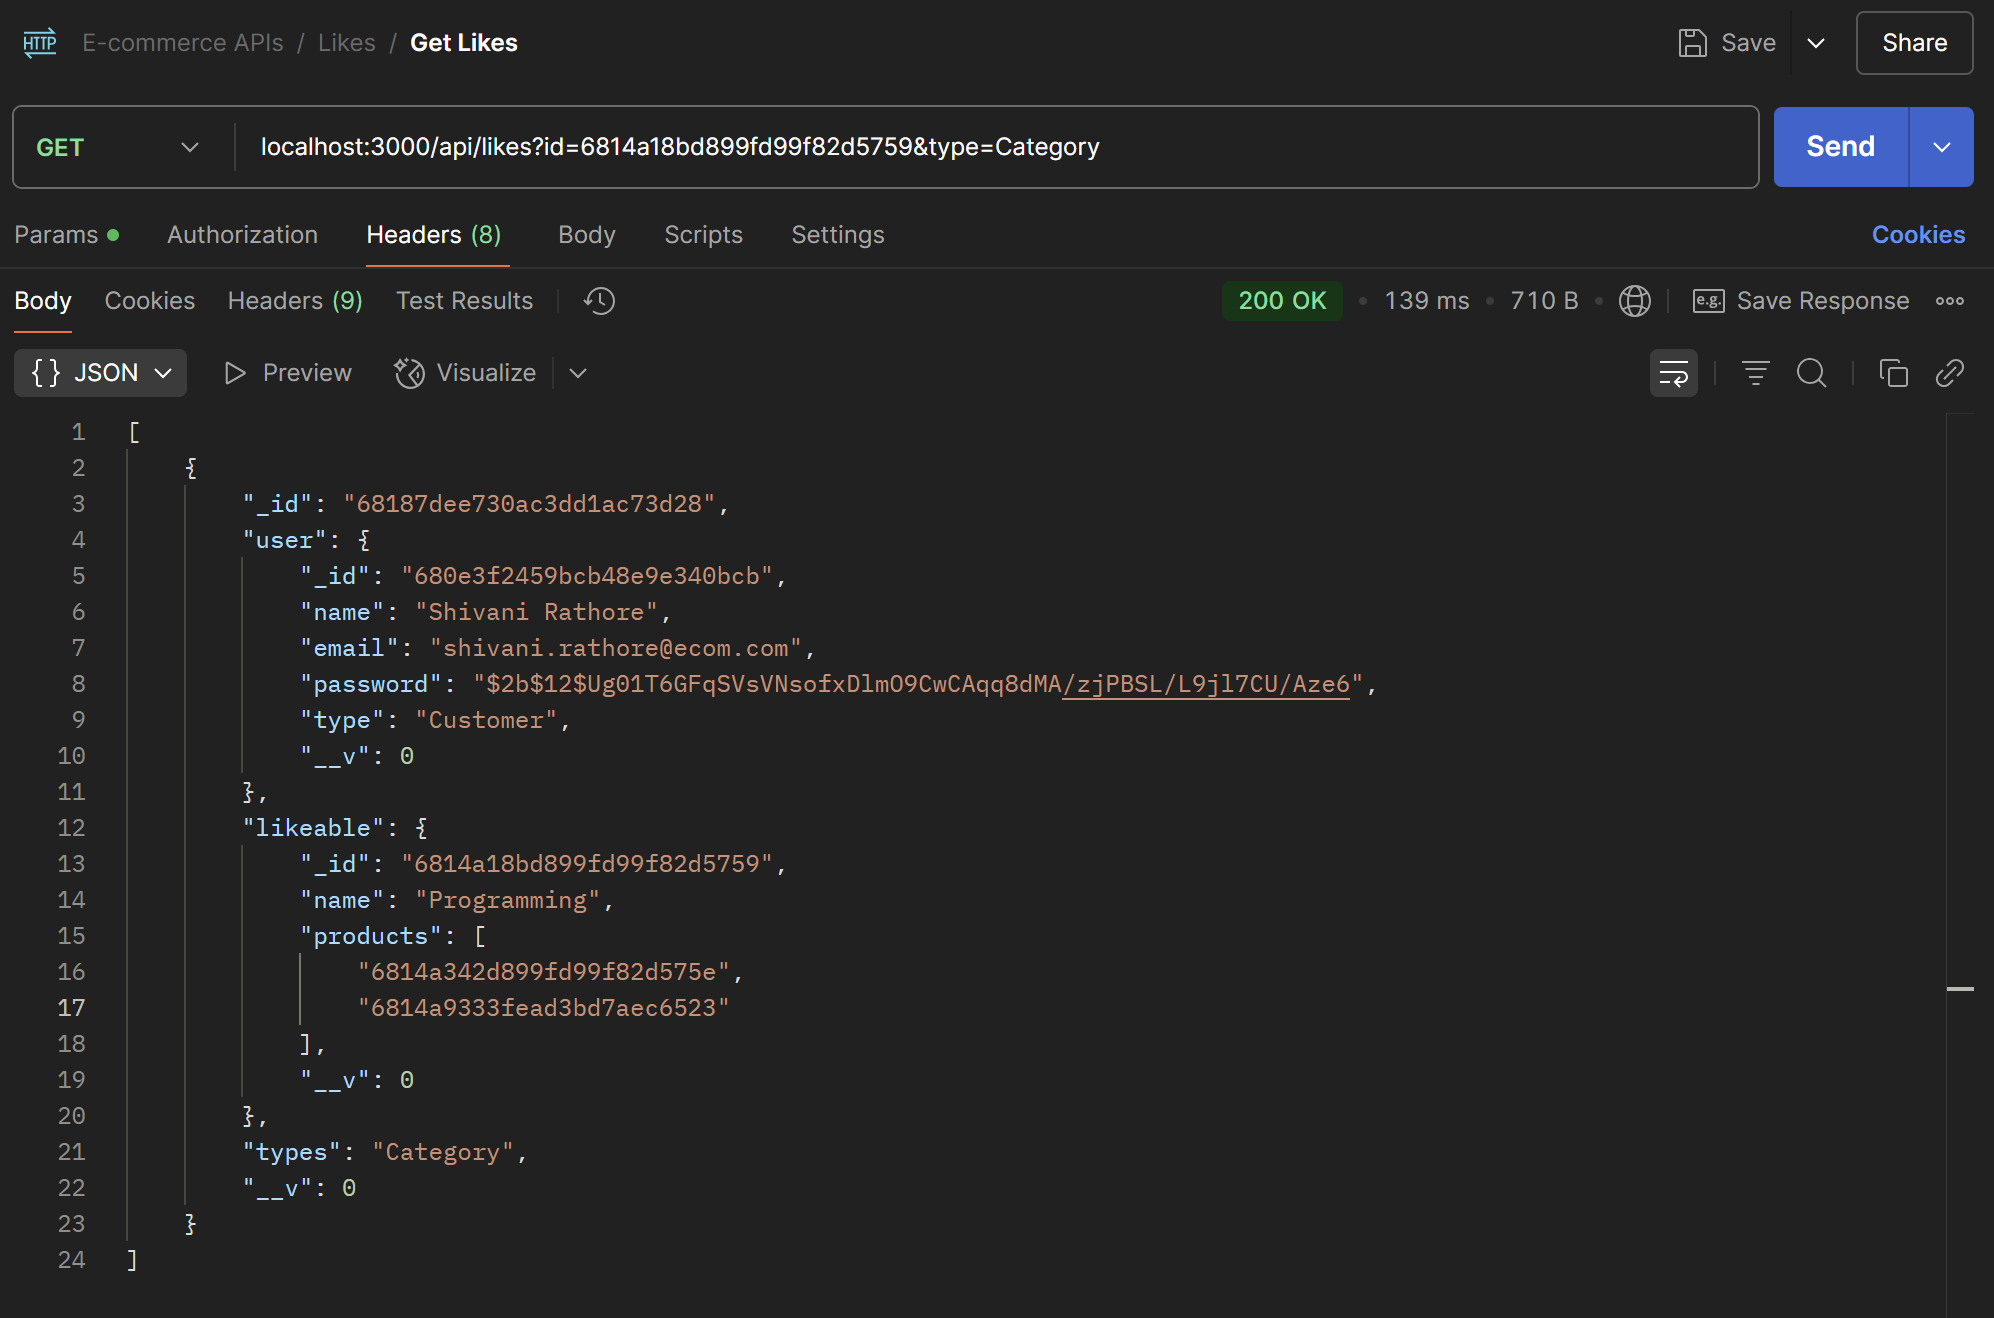 HTTP E-commerce APIs / Likes / Get Likes Save Share
GET localhost:3000/api/likes?id=6814a18bd899fd99f82d5759&type=Category Send
Params Authorization Headers (8) Body Scripts Settings Cookies
Body Cookies Headers (9) Test Results 200 OK • 139 ms • 710 B • e.g. Save Response
{} JSON Preview Visualize
1 [
2 {
3 "_id": "68187dee730ac3dd1ac73d28",
4 "user": {
5 "_id": "680e3f2459bcb48e9e340bcb",
6 "name": "Shivani Rathore",
7 "email": "shivani.rathore@ecom.com",
8 "password": "$2b$12$Ug01T6GFqSVsVNsofxDlmO9CwCAqq8dMA/zjPBSL/L9jl7CU/Aze6",
9 "type": "Customer",
10 "__v": 0
11 },
12 "likeable": {
13 "_id": "6814a18bd899fd99f82d5759",
14 "name": "Programming",
15 "products": [
16 "6814a342d899fd99f82d575e",
17 "6814a9333fead3bd7aec6523"
18 ],
19 "__v": 0
20 },
21 "types": "Category",
22 "__v": 0
23 }
24 ]